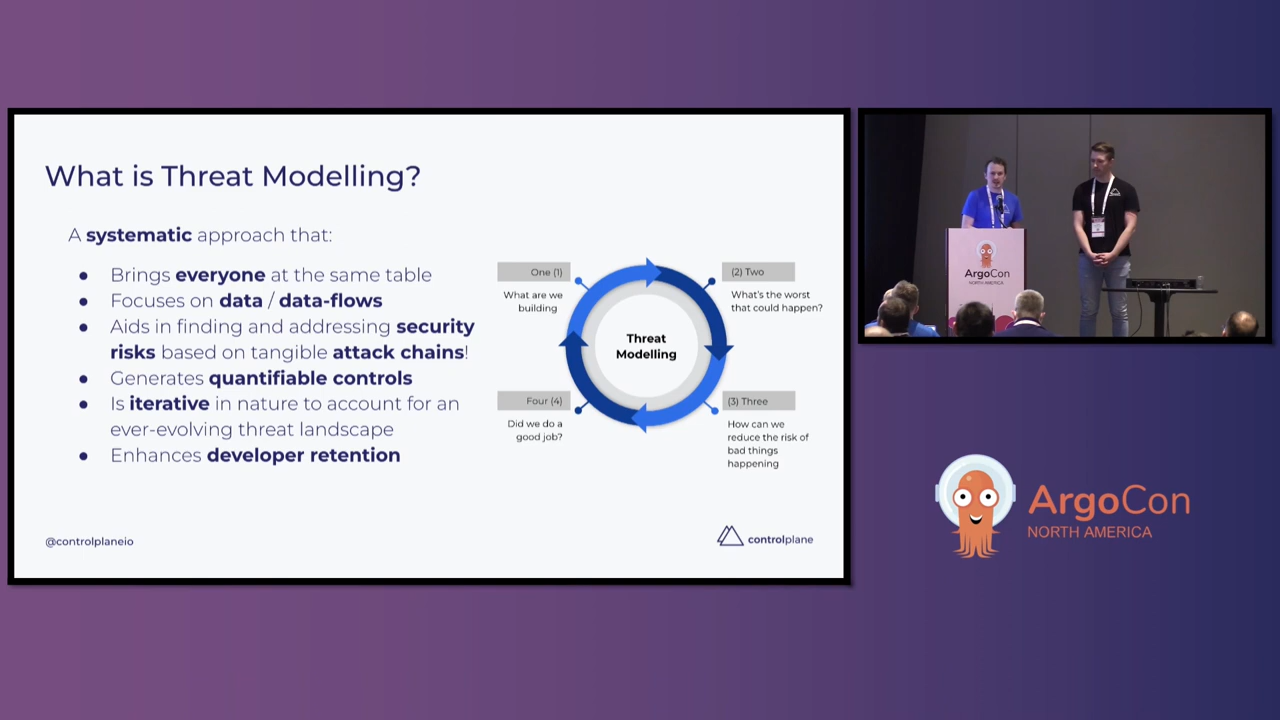 What is Threat Modelling?
A systematic approach that:
● Brings everyone at the same table
● Focuses on data / data-flows
● Aids in finding and addressing security
risks based on tangible attack chains!
● Generates quantifiable controls
● Is iterative in nature to account for an
ever-evolving threat landscape
● Enhances developer retention
One (1)
What are we
building
(2) Two
What's the worst
that could happen?
Threat
Modelling
Four (4)
Did we do a
good job?
(3) Three
How can we
reduce the risk of
bad things
happening
@controlplaneio
controlplane
ArgoCon
NORTH AMERICA
ArgoCon
NORTH AMERICA